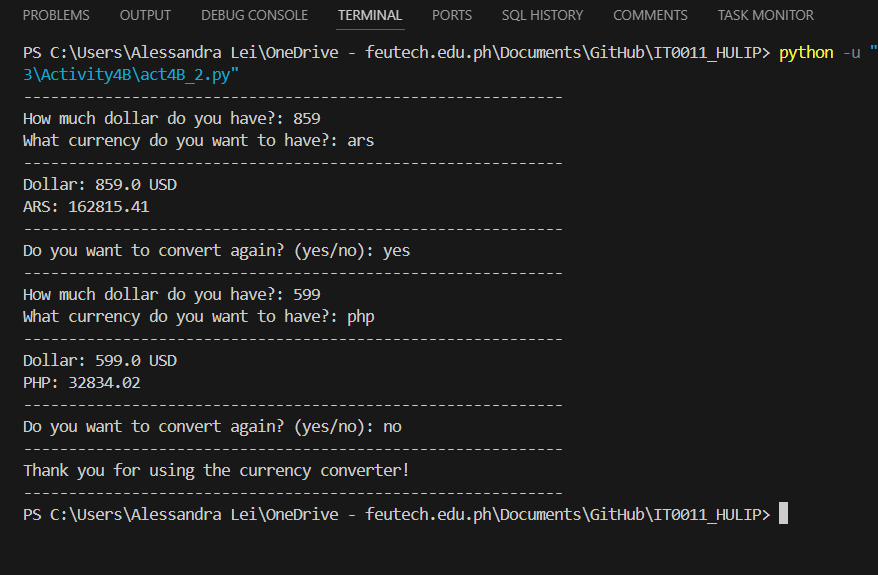 PROBLEMS OUTPUT DEBUG CONSOLE TERMINAL PORTS SQL HISTORY COMMENTS TASK MONITOR
PS C:\Users\Alessandra Lei\OneDrive - feutech.edu.ph\Documents\GitHub\IT0011_HULIP> python -u "
3\Activity4B\act4B_2.py"
------------------------------------------------------------
How much dollar do you have?: 859
What currency do you want to have?: ars
------------------------------------------------------------
Dollar: 859.0 USD
ARS: 162815.41
------------------------------------------------------------
Do you want to convert again? (yes/no): yes
------------------------------------------------------------
How much dollar do you have?: 599
What currency do you want to have?: php
------------------------------------------------------------
Dollar: 599.0 USD
PHP: 32834.02
------------------------------------------------------------
Do you want to convert again? (yes/no): no
------------------------------------------------------------
Thank you for using the currency converter!
------------------------------------------------------------
PS C:\Users\Alessandra Lei\OneDrive - feutech.edu.ph\Documents\GitHub\IT0011_HULIP>